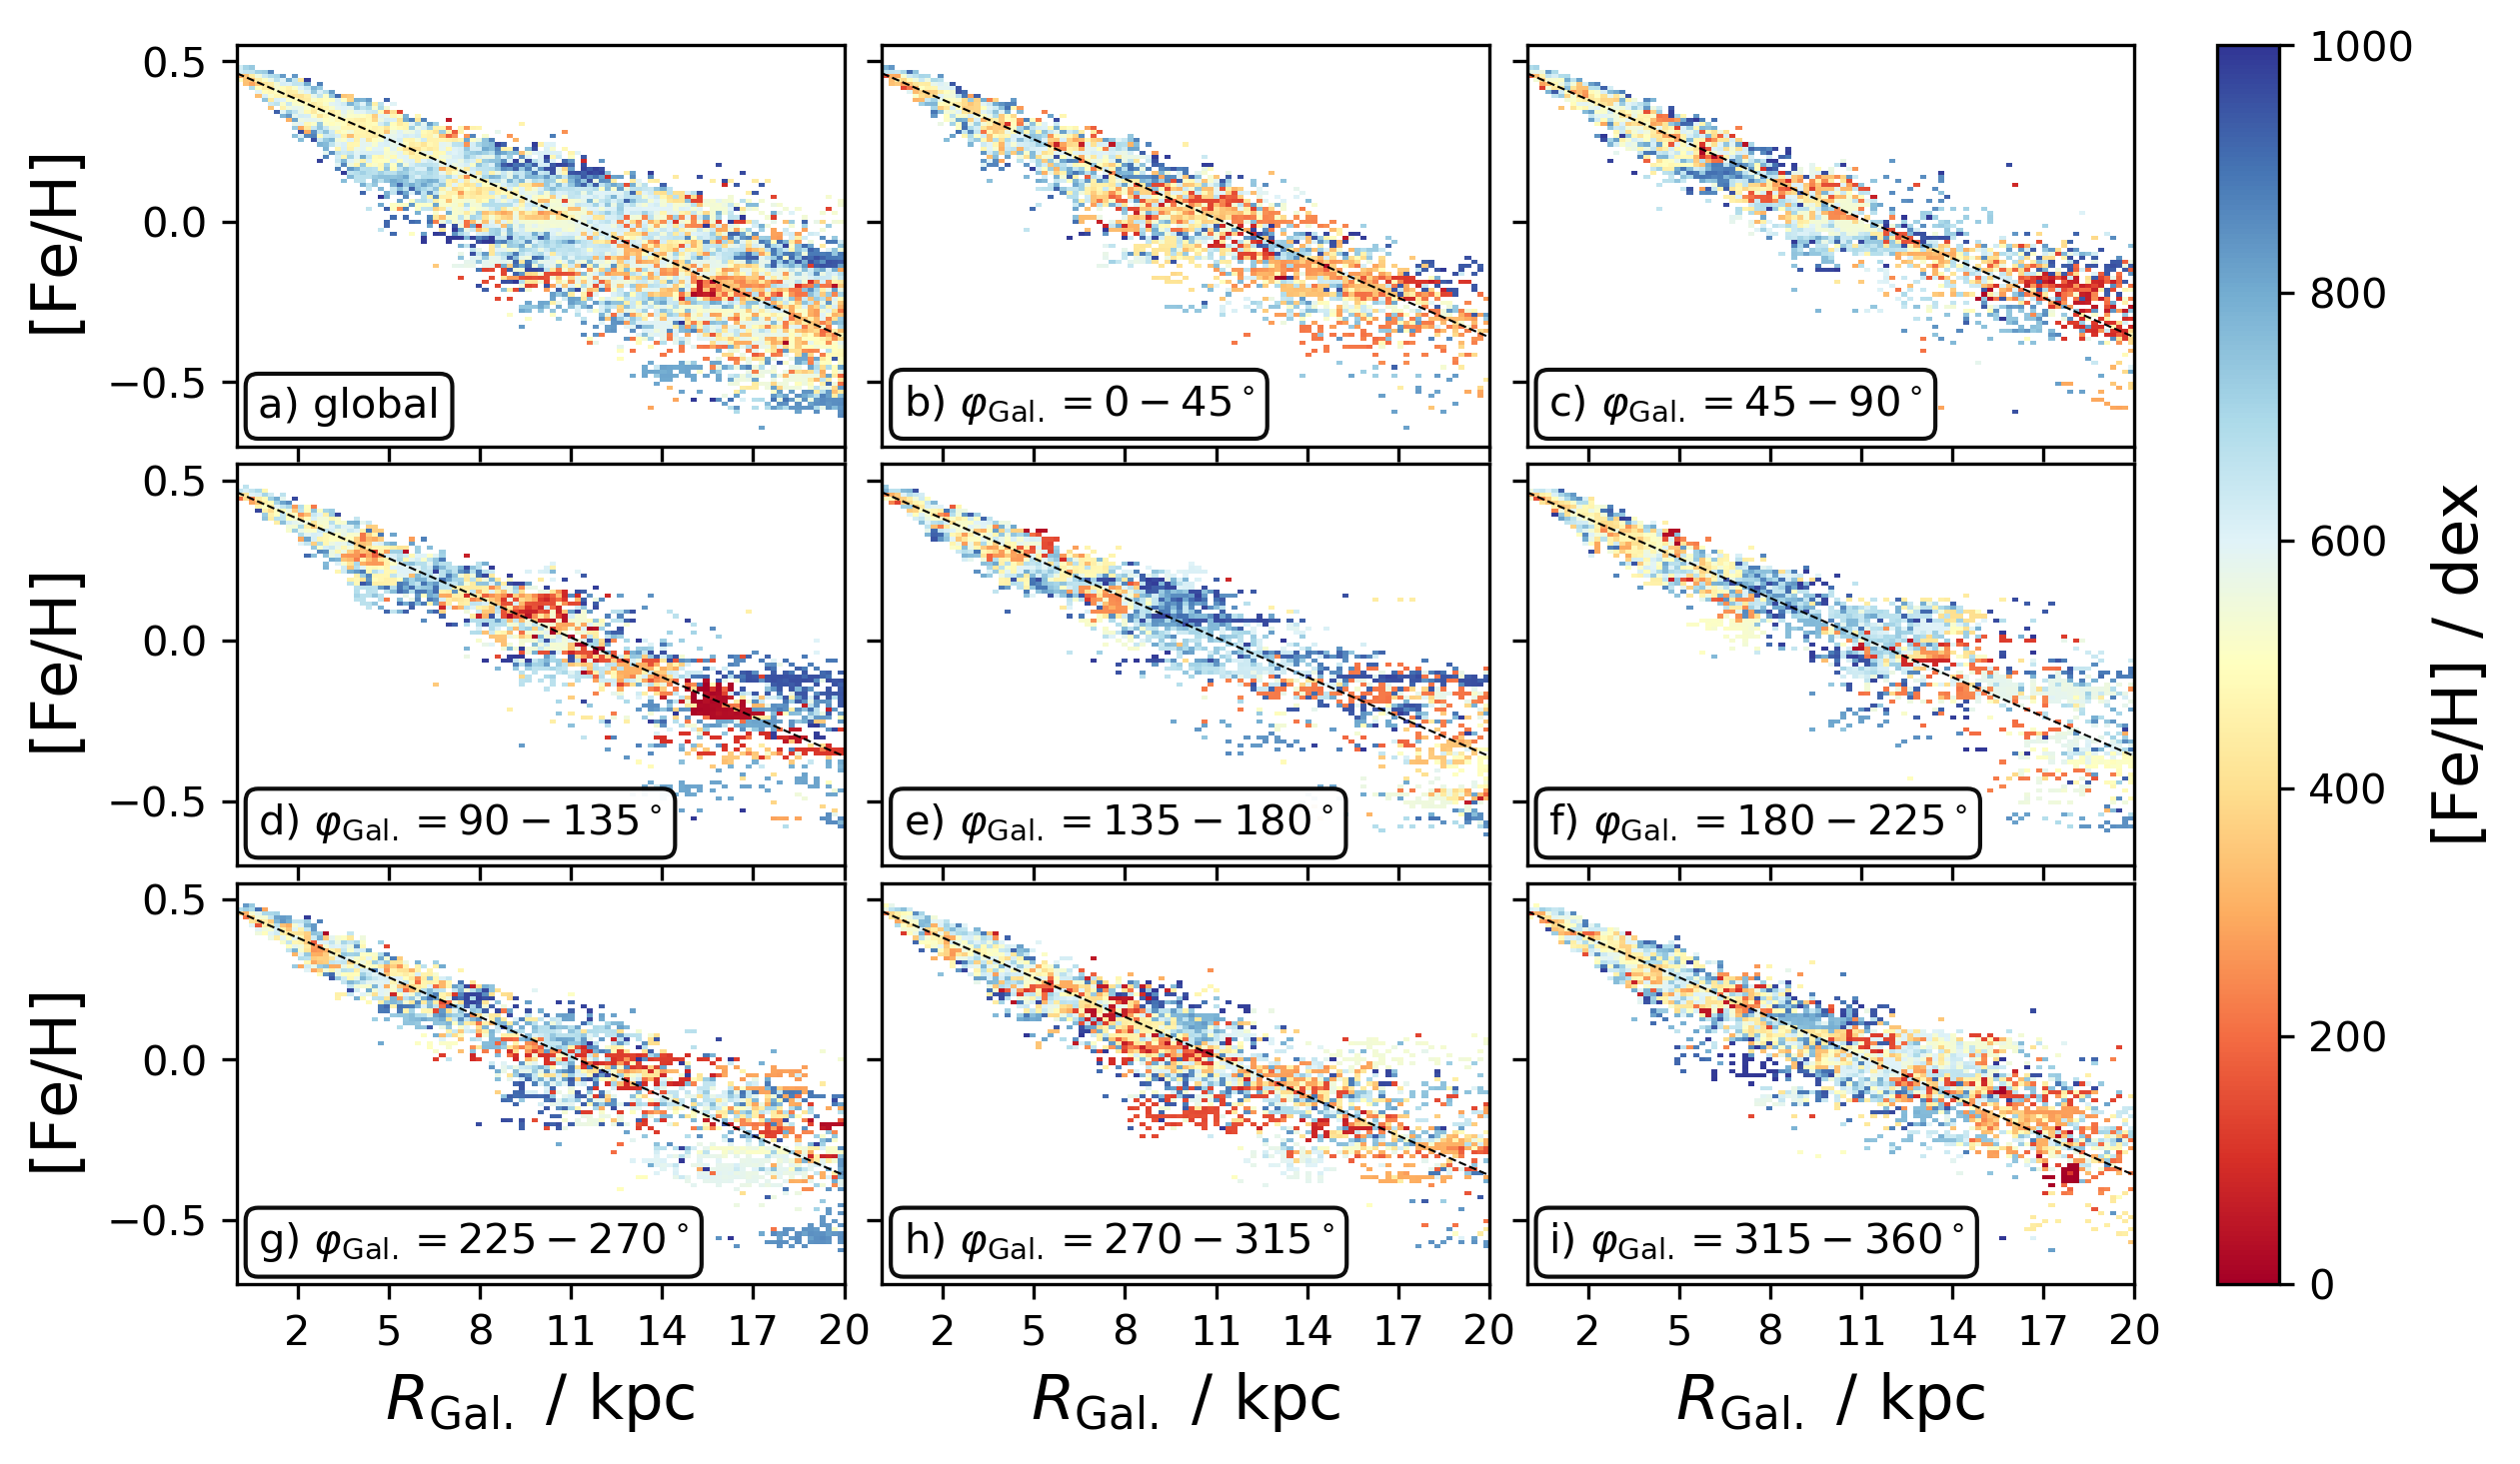 [Fe/H]
0.5
0.0
−0.5
a) global
b) φGal. = 0 − 45°
c) φGal. = 45 − 90°
[Fe/H]
0.5
0.0
−0.5
d) φGal. = 90 − 135°
e) φGal. = 135 − 180°
f) φGal. = 180 − 225°
[Fe/H]
0.5
0.0
−0.5
g) φGal. = 225 − 270°
h) φGal. = 270 − 315°
i) φGal. = 315 − 360°
2 5 8 11 14 17 20
2 5 8 11 14 17 20
2 5 8 11 14 17 20
RGal. / kpc
RGal. / kpc
RGal. / kpc
1000
800
600
400
200
0
[Fe/H] / dex